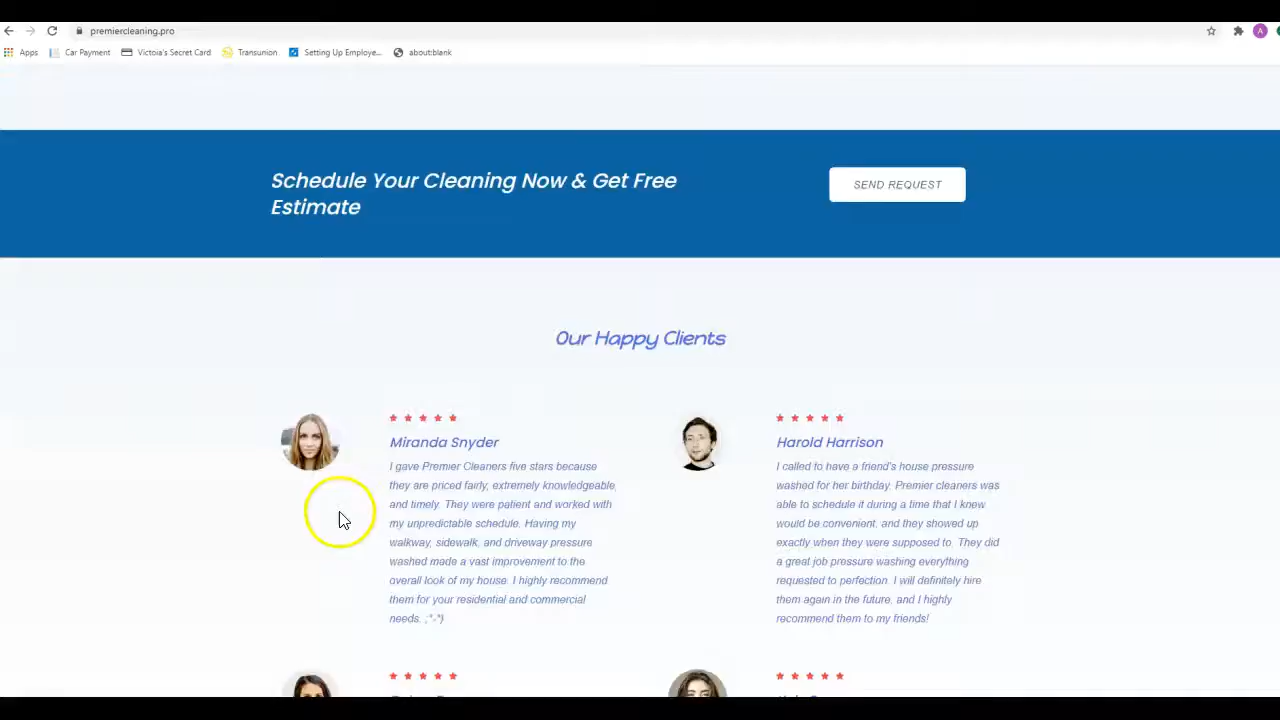 premiercleaning.pro
A
Apps Car Payment Victoia's Secret Card Transunion Setting Up Employe... about:blank
Schedule Your Cleaning Now & Get Free
Estimate
SEND REQUEST
Our Happy Clients
Miranda Snyder
I gave Premier Cleaners five stars because
they are priced fairly, extremely knowledgeable,
and timely. They were patient and worked with
my unpredictable schedule. Having my
walkway, sidewalk, and driveway pressure
washed made a vast improvement to the
overall look of my house. I highly recommend
them for your residential and commercial
needs. ;*-*)
Harold Harrison
I called to have a friend's house pressure
washed for her birthday. Premier cleaners was
able to schedule it during a time that I knew
would be convenient, and they showed up
exactly when they were supposed to. They did
a great job pressure washing everything
requested to perfection. I will definitely hire
them again in the future, and I highly
recommend them to my friends!